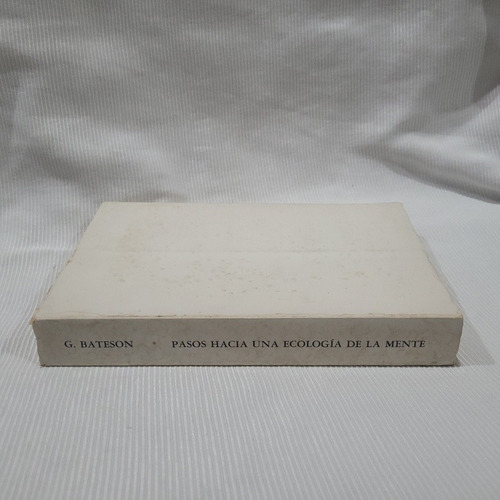 G. BATESON · PASOS HACIA UNA ECOLOGÍA DE LA MENTE